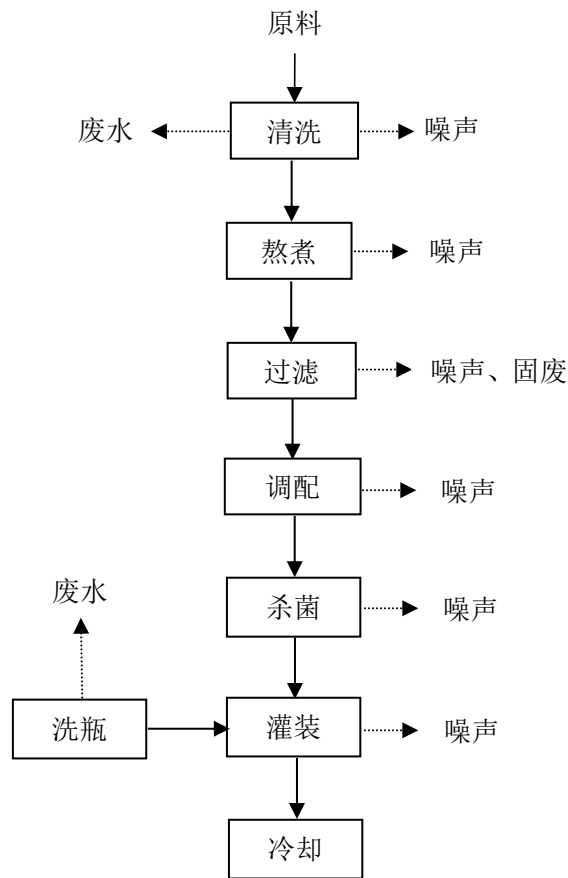 原料
废水 清洗 噪声
熬煮 噪声
过滤 噪声、固废
调配 噪声
杀菌 噪声
废水
洗瓶 灌装 噪声
冷却